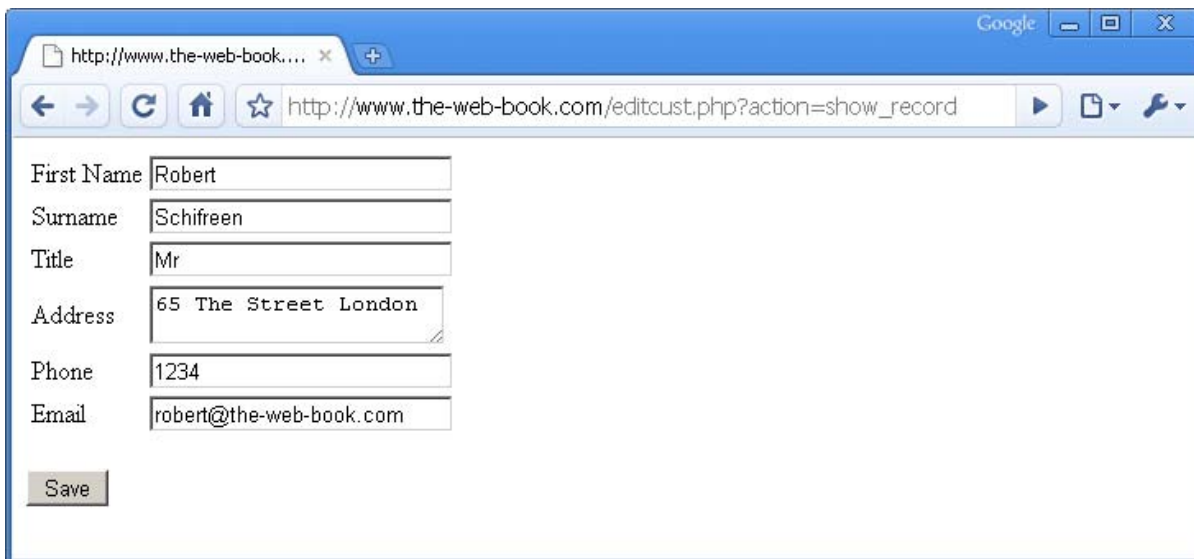 Google
http://www.the-web-book....
http://www.the-web-book.com/editcust.php?action=show_record
First Name Robert
Surname Schifreen
Title Mr
Address 65 The Street London
Phone 1234
Email robert@the-web-book.com
Save